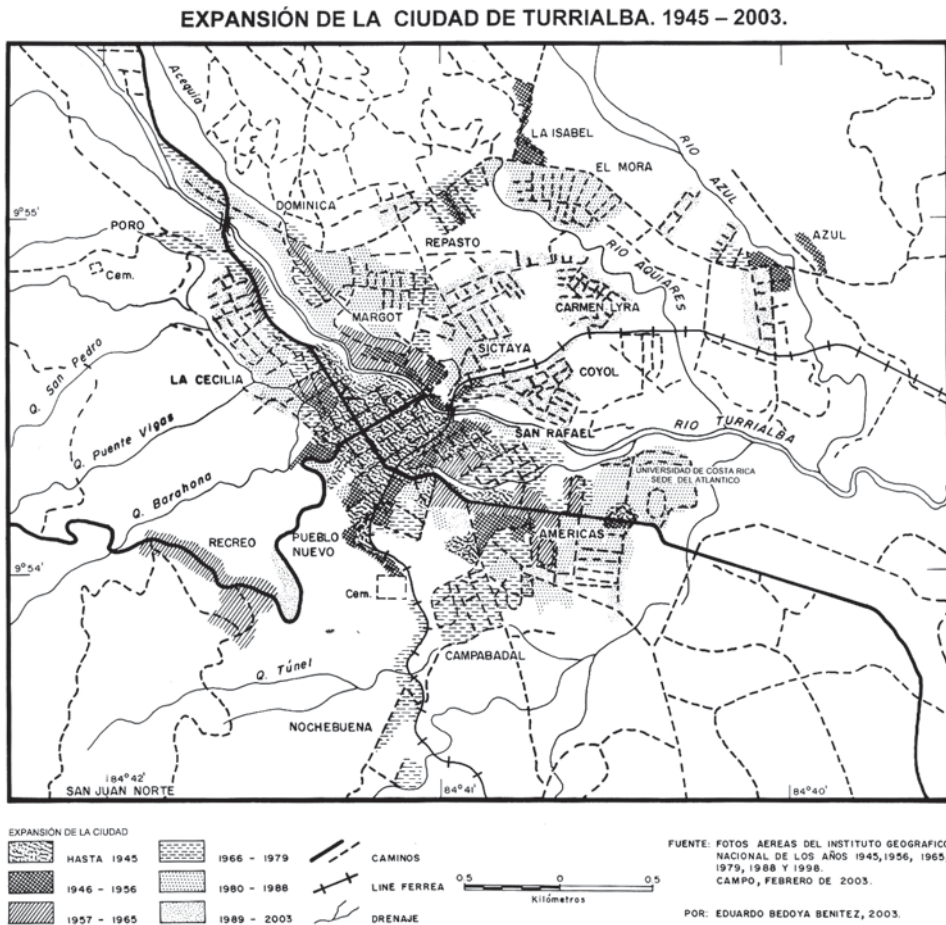 EXPANSIÓN DE LA CIUDAD DE TURRIALBA. 1945 – 2003.
Acequia
LA ISABEL
RIO AZUL
EL MORA
DOMINICA
9°55'
PORO
REPASTO
AZUL
Cem.
RIO AQUIARES
CARMEN LYRA
MARGOT
Q. San Pedro
SICTAYA
LA CECILIA
COYOL
Q. Puente Vigas
SAN RAFAEL
RIO TURRIALBA
UNIVERSIDAD DE COSTA RICA
SEDE DEL ATLANTICO
Q. Barahona
RECREO
PUEBLO
NUEVO
AMERICAS
9°54'
Cem.
CAMPABADAL
Q. Túnel
NOCHEBUENA
84°42'
84°41'
84°40'
SAN JUAN NORTE
EXPANSIÓN DE LA CIUDAD
HASTA 1945
1946 - 1956
1957 - 1965
1966 - 1979
1980 - 1988
1989 - 2003
CAMINOS
LINE FERREA
DRENAJE
0.5 0 0.5
Kilómetros
FUENTE: FOTOS AEREAS DEL INSTITUTO GEOGRAFICO
NACIONAL DE LOS AÑOS 1945, 1956, 1965.
1979, 1988 Y 1998.
CAMPO, FEBRERO DE 2003.
POR: EDUARDO BEDOYA BENITEZ, 2003.